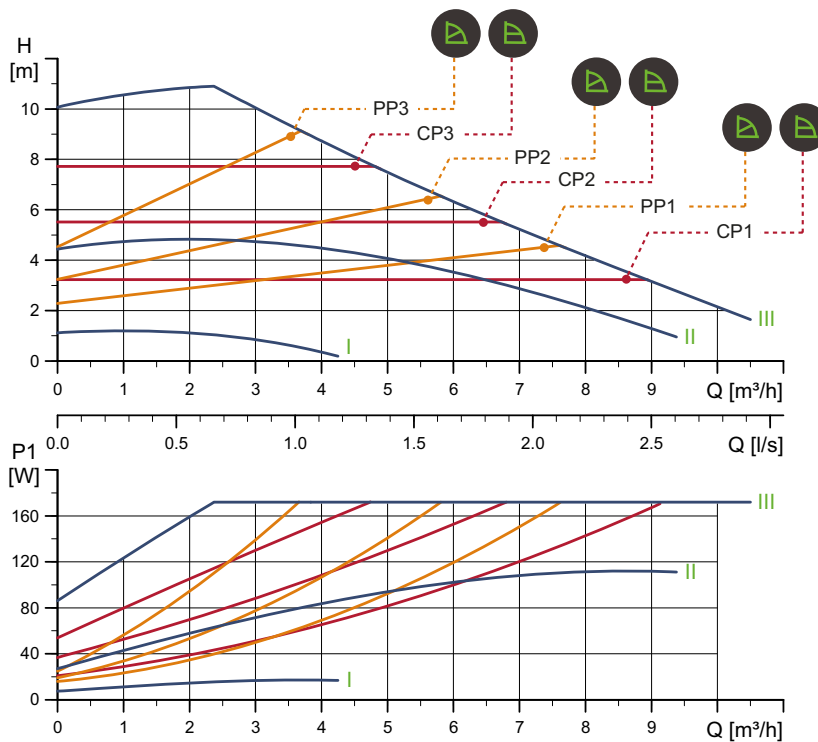 H
[m]
10
8
6
4
2
0
PP3
CP3
PP2
CP2
PP1
CP1
I
II
III
0 1 2 3 4 5 6 7 8 9 Q [m³/h]
0.0 0.5 1.0 1.5 2.0 2.5 Q [l/s]
P1
[W]
160
120
80
40
0
III
II
I
0 1 2 3 4 5 6 7 8 9 Q [m³/h]